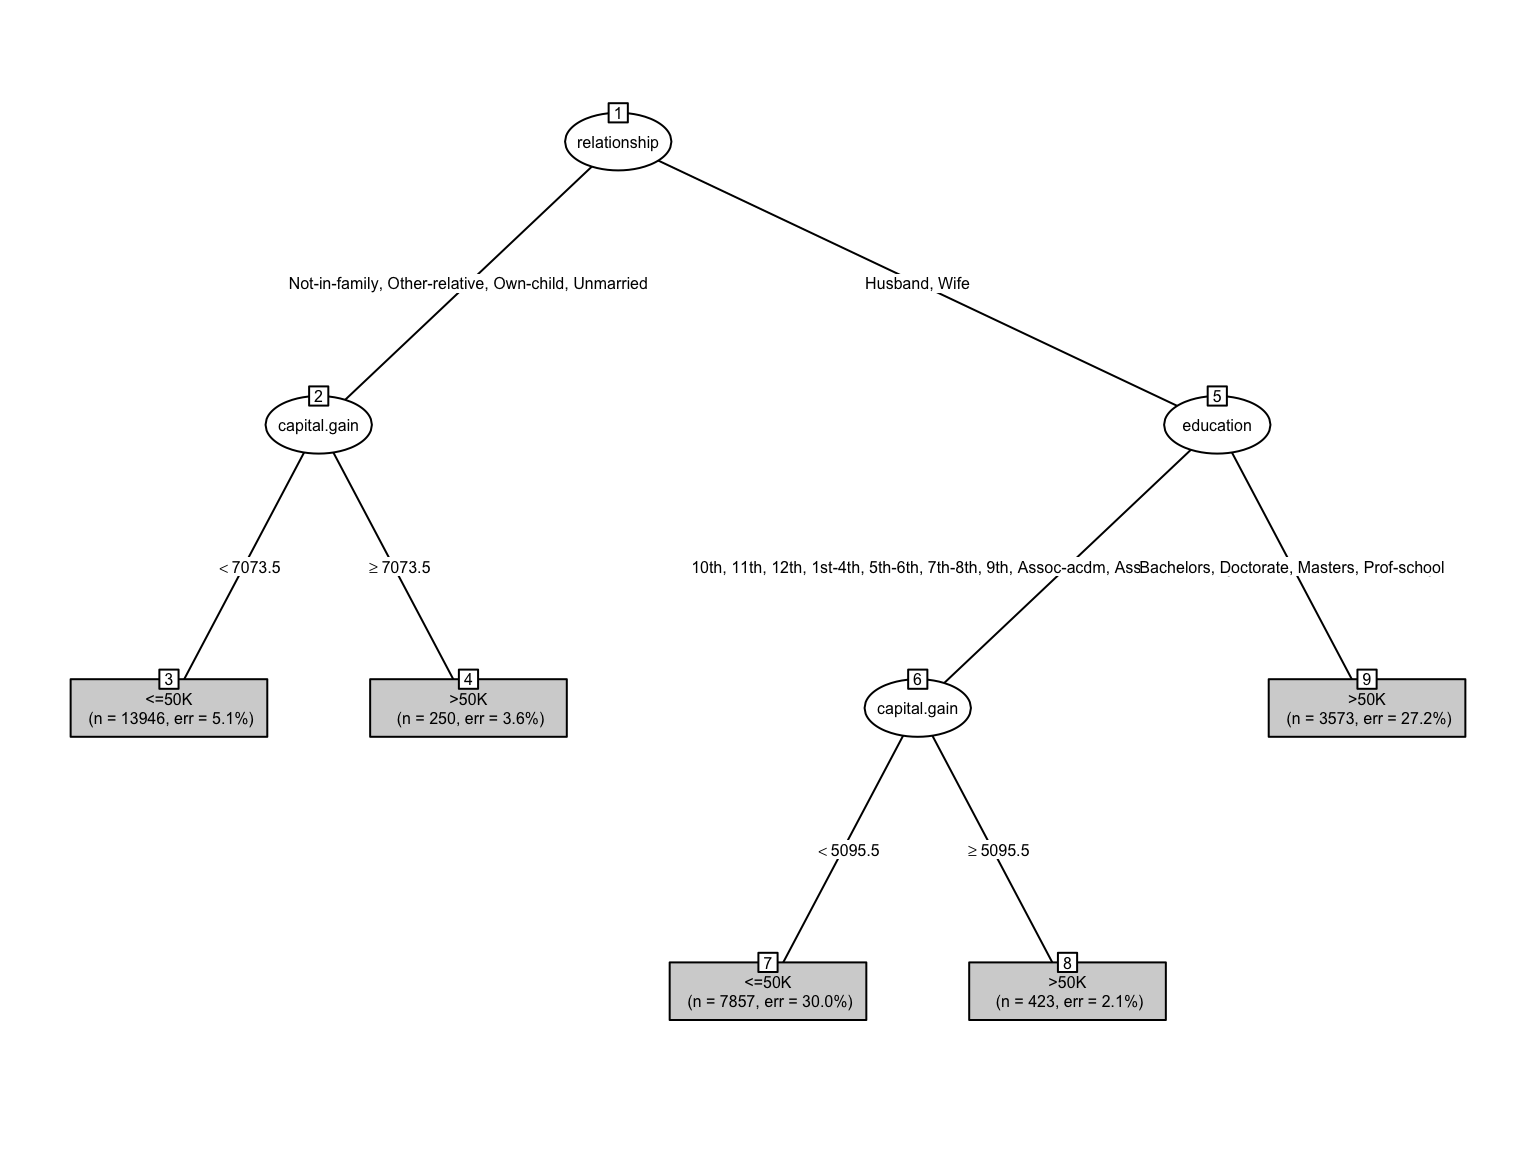 1
relationship
Not-in-family, Other-relative, Own-child, Unmarried
Husband, Wife
2
capital.gain
5
education
< 7073.5
≥ 7073.5
10th, 11th, 12th, 1st-4th, 5th-6th, 7th-8th, 9th, Assoc-acdm,
Bachelors, Doctorate, Masters, Prof-school
3
<=50K
(n = 13946, err = 5.1%)
4
>50K
(n = 250, err = 3.6%)
6
capital.gain
9
>50K
(n = 3573, err = 27.2%)
< 5095.5
≥ 5095.5
7
<=50K
(n = 7857, err = 30.0%)
8
>50K
(n = 423, err = 2.1%)